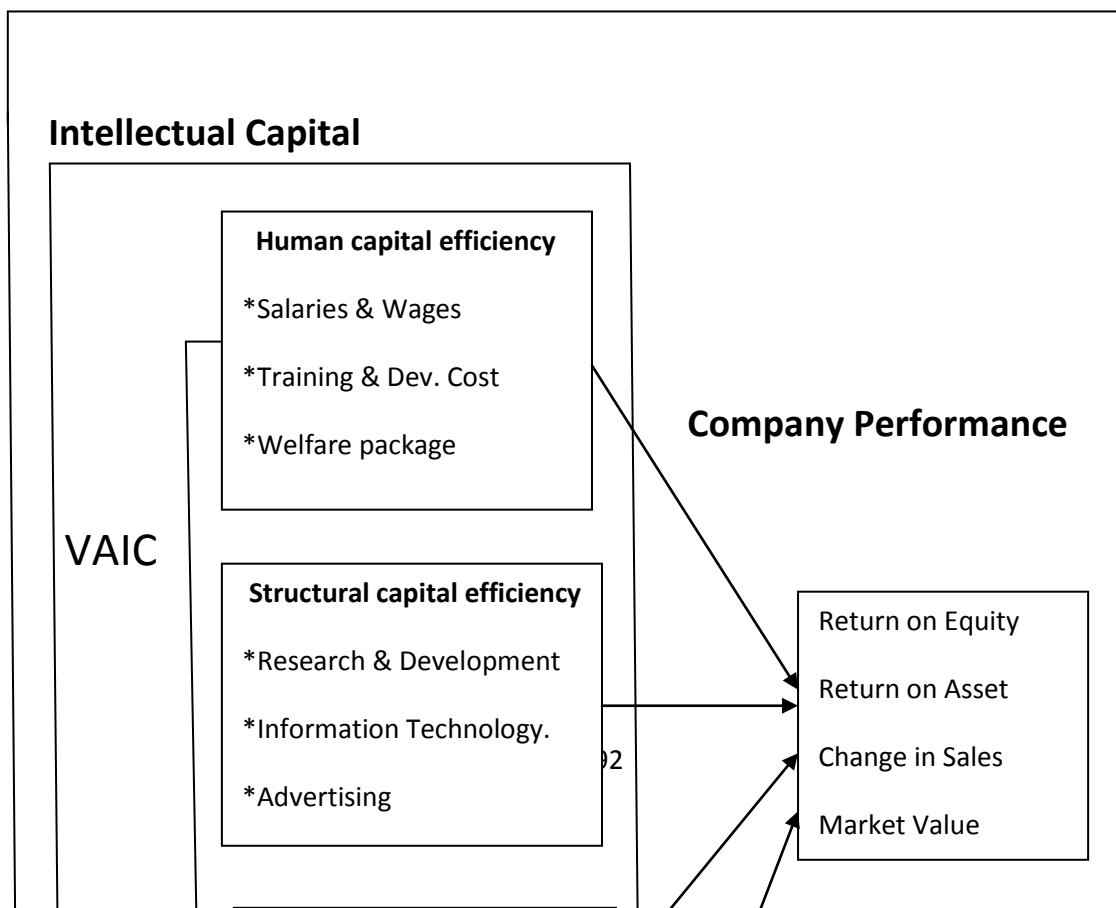 Intellectual Capital
Human capital efficiency
*Salaries & Wages
*Training & Dev. Cost
*Welfare package
Company Performance
VAIC
Structural capital efficiency
*Research & Development
*Information Technology.
*Advertising
Return on Equity
Return on Asset
Change in Sales
Market Value